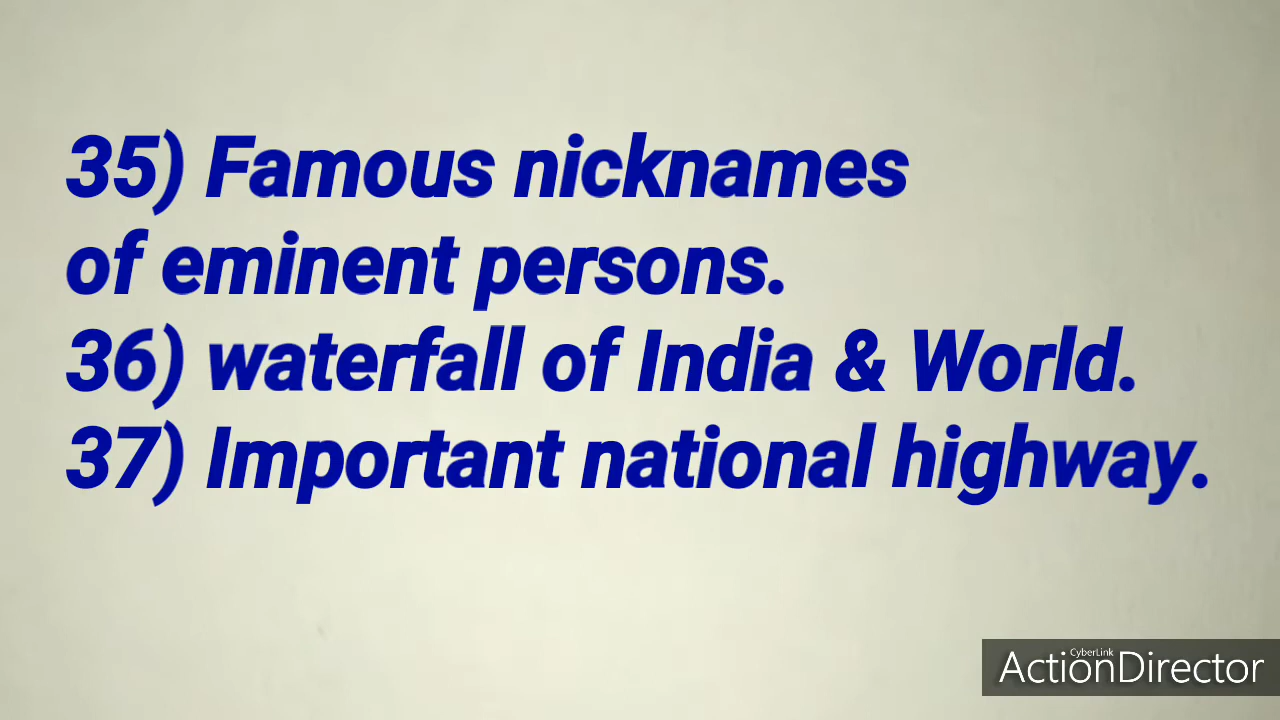 35) Famous nicknames
of eminent persons.
36) waterfall of India & World.
37) Important national highway.
CyberLink
ActionDirector